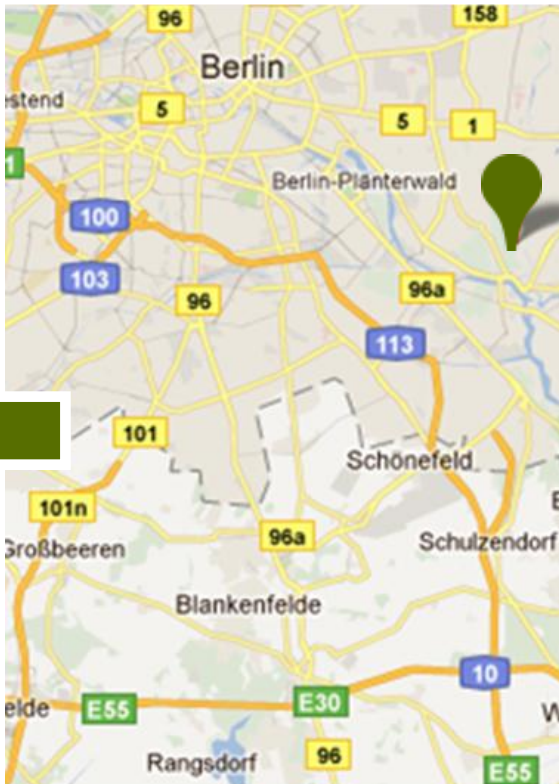 96
158
Berlin
estend
5
5
1
1
Berlin-Plänterwald
100
103
96
96a
113
101
Schönefeld
101n
96a
Großbeeren
Schulzendorf
E
Blankenfelde
10
elde
E55
E30
W
Rangsdorf
96
E55